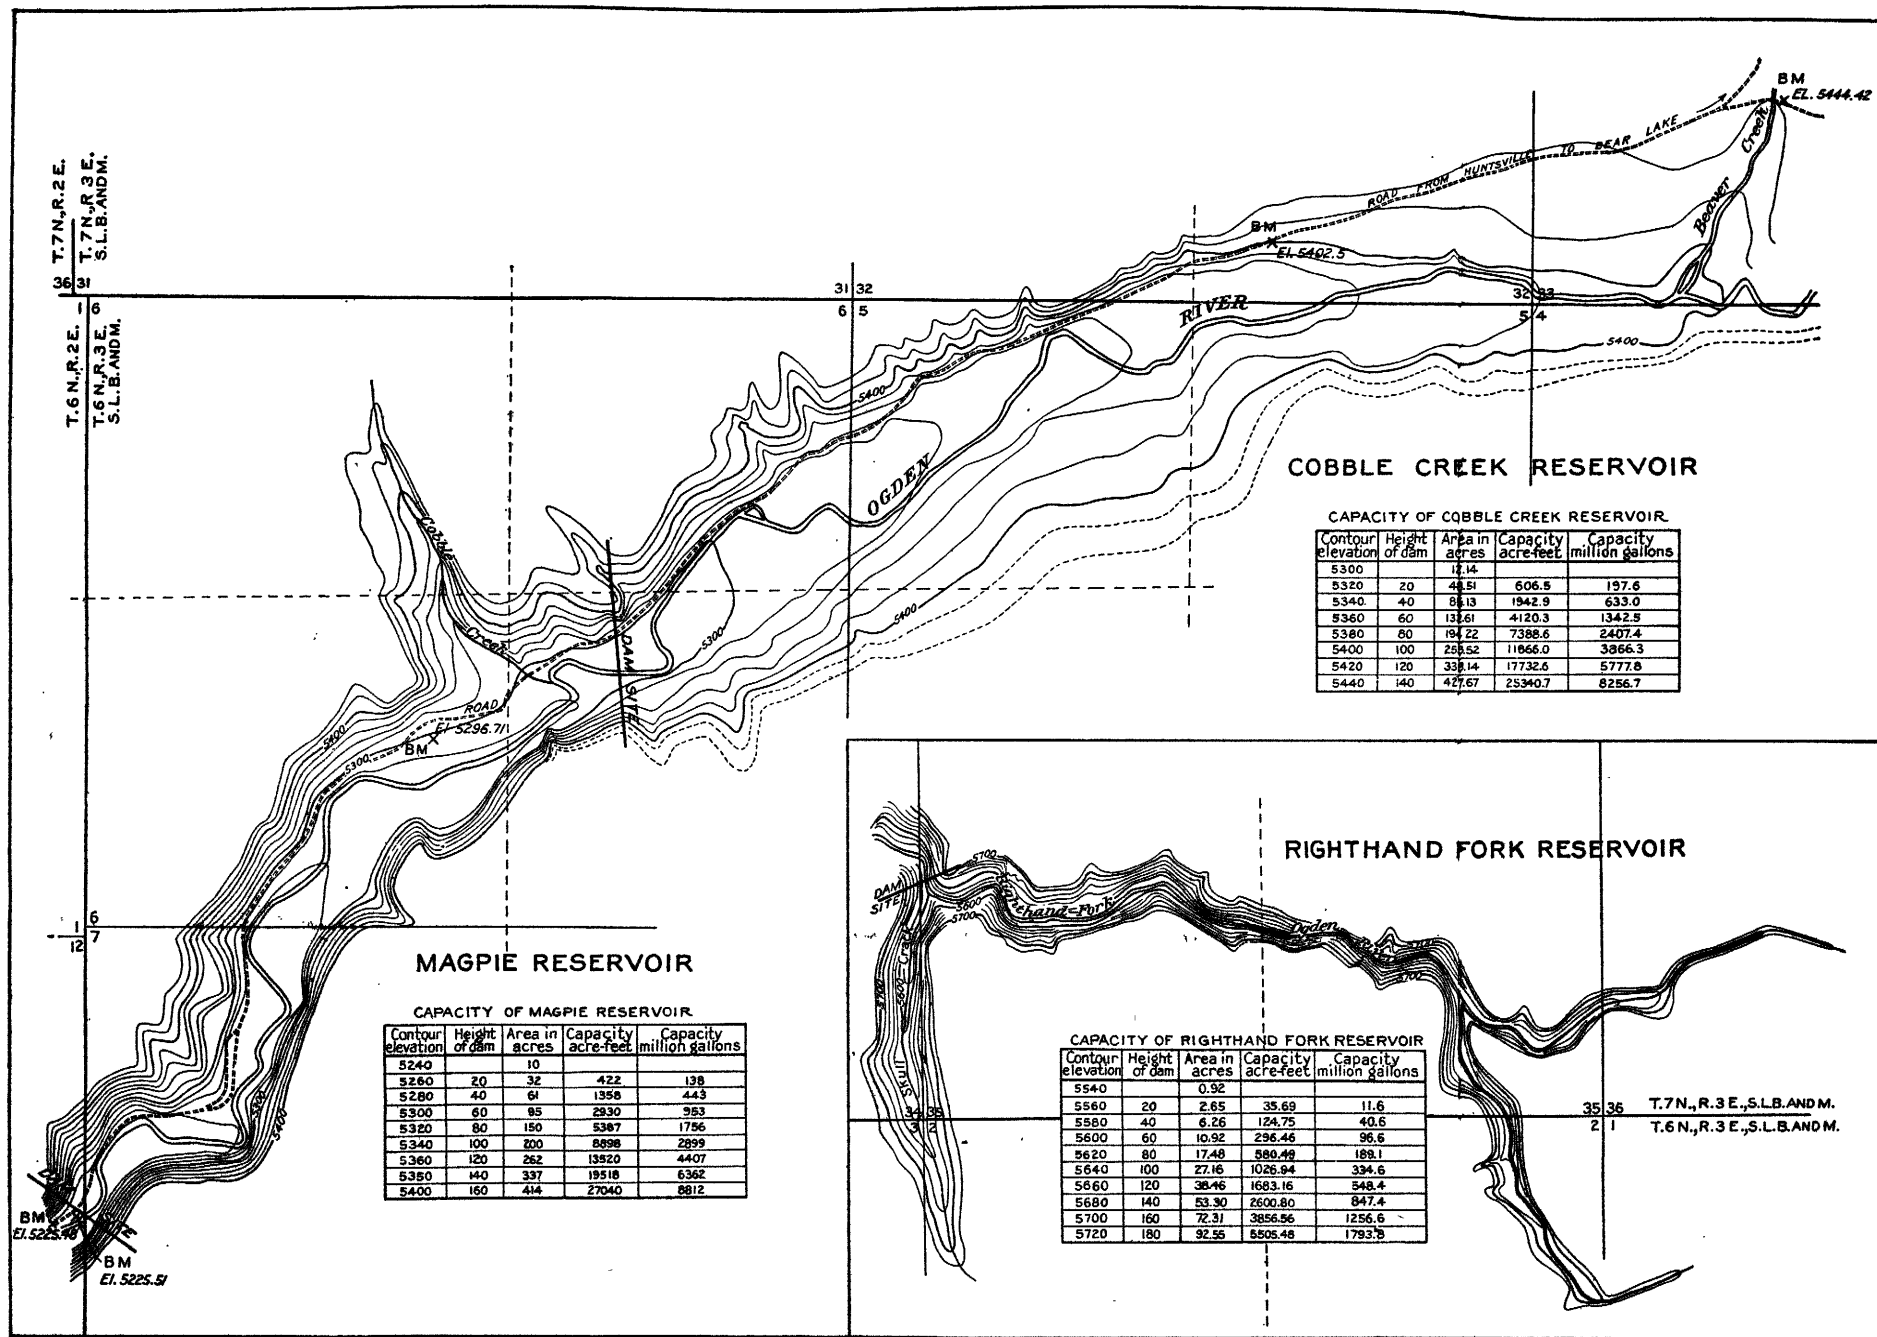 BM
El. 5444.42
Creek
Beaver
ROAD FROM HUNTSVILLE TO BEAR LAKE
BM
El. 5402.5
T.7N.,R.2E.
T.7N.,R.3E.
S.L.B.ANDM.
36 31
1 6
T.6N.,R.2E.
T.6N.,R.3E.
S.L.B.ANDM.
31 32
6 5
32 33
5 4
RIVER
5400
5400
OGDEN
5400
5300
Cobble
Creek
DAM SITE
ROAD
El 5296.71
BM
5400
5300
COBBLE CREEK RESERVOIR
CAPACITY OF COBBLE CREEK RESERVOIR
Contour elevation Height of dam Area in acres Capacity acre-feet Capacity million gallons
5300 12.14
5320 20 51 606.5 197.6
5340 40 13 1942.9 633.0
5360 60 61 4120.3 1342.5
5380 80 22 7388.6 2407.4
5400 100 52 11866.0 3866.3
5420 120 14 17732.6 5777.8
5440 140 427.67 25340.7 8256.7
1 6
12 7
MAGPIE RESERVOIR
CAPACITY OF MAGPIE RESERVOIR
Contour elevation Height of dam Area in acres Capacity acre-feet Capacity million gallons
5240 10
5260 20 32 422 138
5280 40 61 1358 443
5300 60 95 2930 953
5320 80 150 5387 1756
5340 100 200 8898 2899
5360 120 262 13520 4407
5350 140 337 19518 6362
5400 160 414 27040 8812
5300
5400
SITE
BM
El. 5225.
BM
El. 5225.51
RIGHTHAND FORK RESERVOIR
5700
DAM
SITE
5600
5700
Righthand=Fork
Ogden
5700
5700
5600
Skull
Crack
34 35
3 2
35 36
2 1
T.7N.,R.3E.,S.L.B.ANDM.
T.6N.,R.3E.,S.L.B.ANDM.
CAPACITY OF RIGHTHAND FORK RESERVOIR
Contour elevation Height of dam Area in acres Capacity acre-feet Capacity million gallons
5540 0.92
5560 20 2.65 35.69 11.6
5580 40 6.26 124.75 40.6
5600 60 10.92 296.46 96.6
5620 80 17.48 580.49 189.1
5640 100 27.16 1026.94 334.6
5660 120 38.46 1683.16 548.4
5680 140 53.30 2600.80 847.4
5700 160 72.31 3856.56 1256.6
5720 180 92.55 5505.48 1793.8